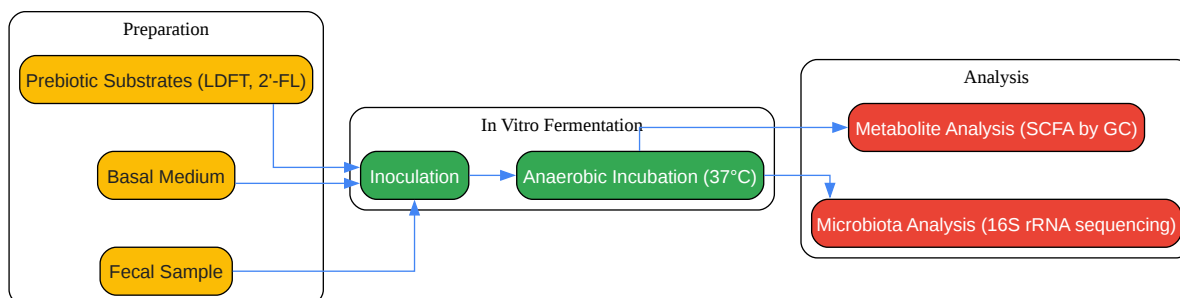 Preparation
Prebiotic Substrates (LDFT, 2'-FL)
Basal Medium
Fecal Sample
In Vitro Fermentation
Inoculation
Anaerobic Incubation (37°C)
Analysis
Metabolite Analysis (SCFA by GC)
Microbiota Analysis (16S rRNA sequencing)